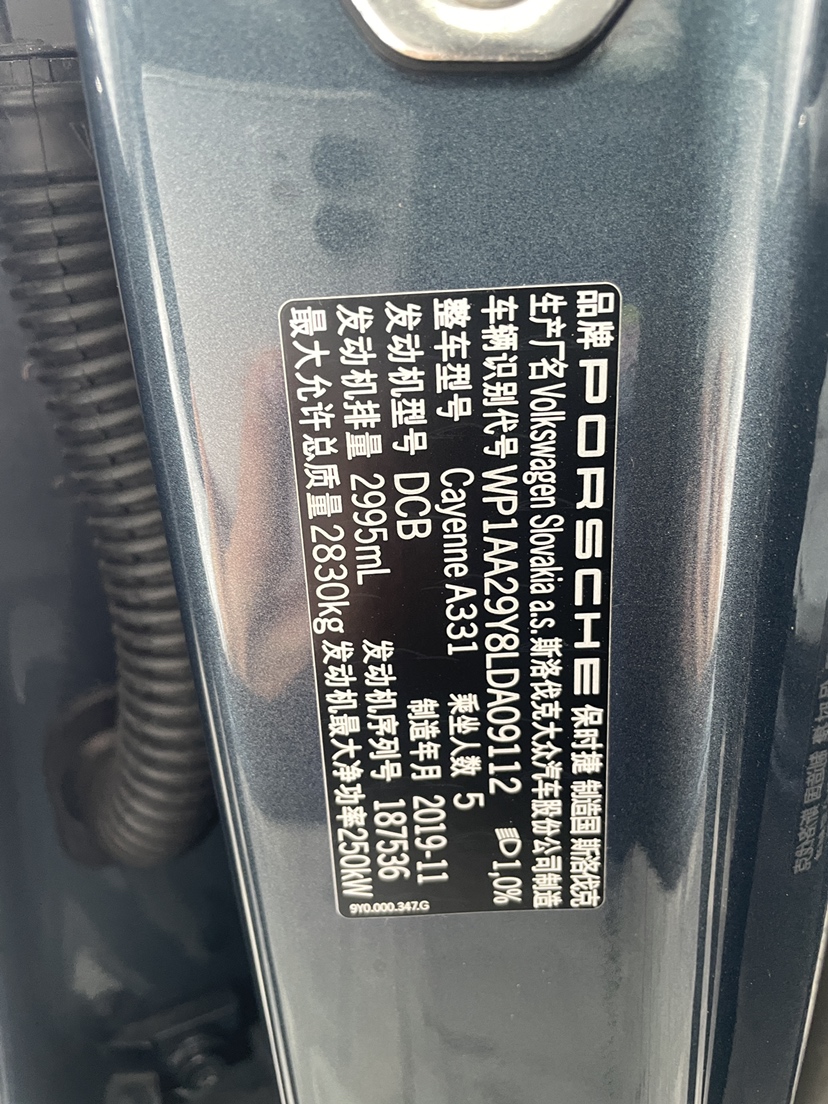 品牌 PORSCHE 保时捷 制造国 斯洛伐克
生产厂名 Volkswagen Slovakia a.s. 斯洛伐克大众汽车股份公司制造
车辆识别代号 WP1AA29Y8LDA09112 1,0%
整车型号 Cayenne A331 乘坐人数 5
发动机型号 DCB 制造年月 2019-11
发动机排量 2995mL 发动机序列号 187536
最大允许总质量 2830kg 发动机最大净功率 250kW
9Y0.000.347.G